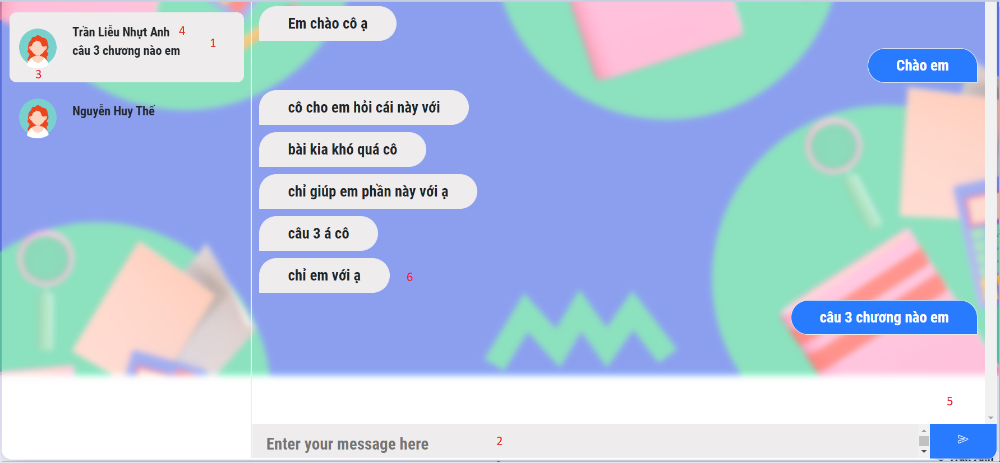 Trần Liễu Nhựt Anh 4
câu 3 chương nào em 1
3
Nguyễn Huy Thế
Em chào cô ạ
Chào em
cô cho em hỏi cái này với
bài kia khó quá cô
chỉ giúp em phần này với ạ
câu 3 á cô
chỉ em với ạ 6
câu 3 chương nào em
5
Enter your message here 2